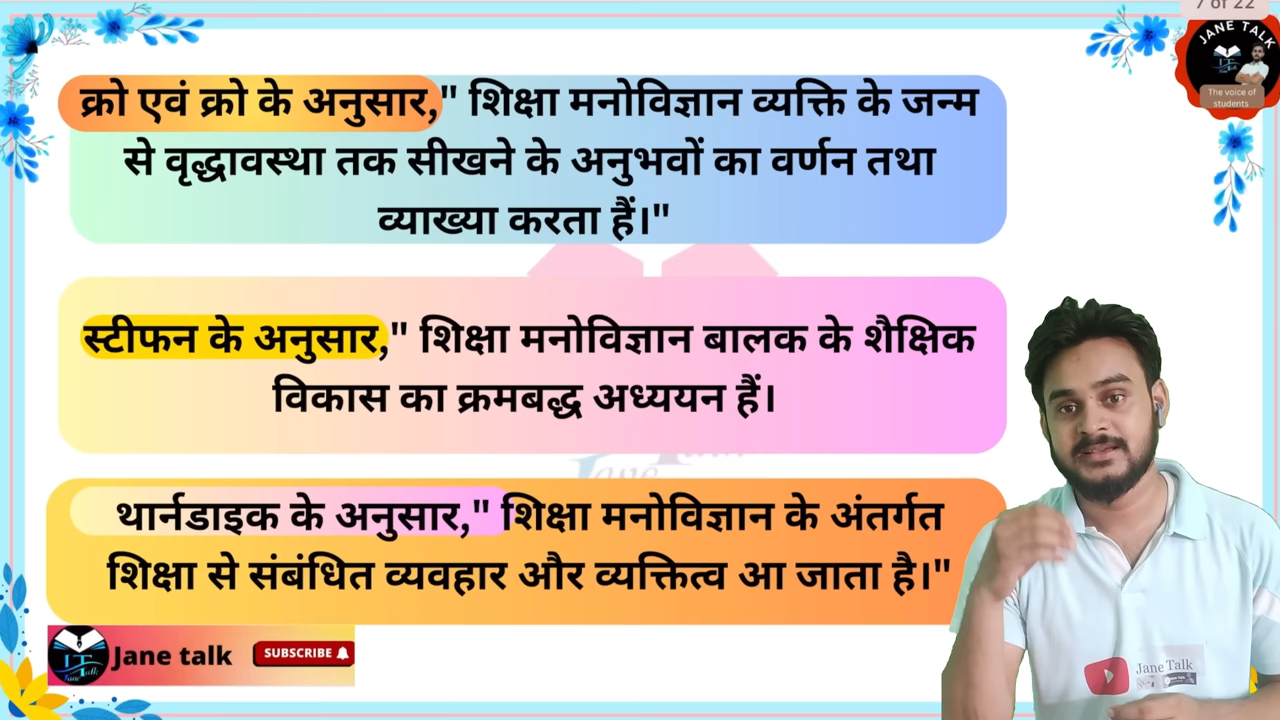 7 of 22
JANE TALK
The voice of
students
क्रो एवं क्रो के अनुसार," शिक्षा मनोविज्ञान व्यक्ति के जन्म
से वृद्धावस्था तक सीखने के अनुभवों का वर्णन तथा
व्याख्या करता हैं।"
स्टीफन के अनुसार," शिक्षा मनोविज्ञान बालक के शैक्षिक
विकास का क्रमबद्ध अध्ययन हैं।
थार्नडाइक के अनुसार," शिक्षा मनोविज्ञान के अंतर्गत
शिक्षा से संबंधित व्यवहार और व्यक्तित्व आ जाता है।"
Jane talk
SUBSCRIBE
Jane Talk